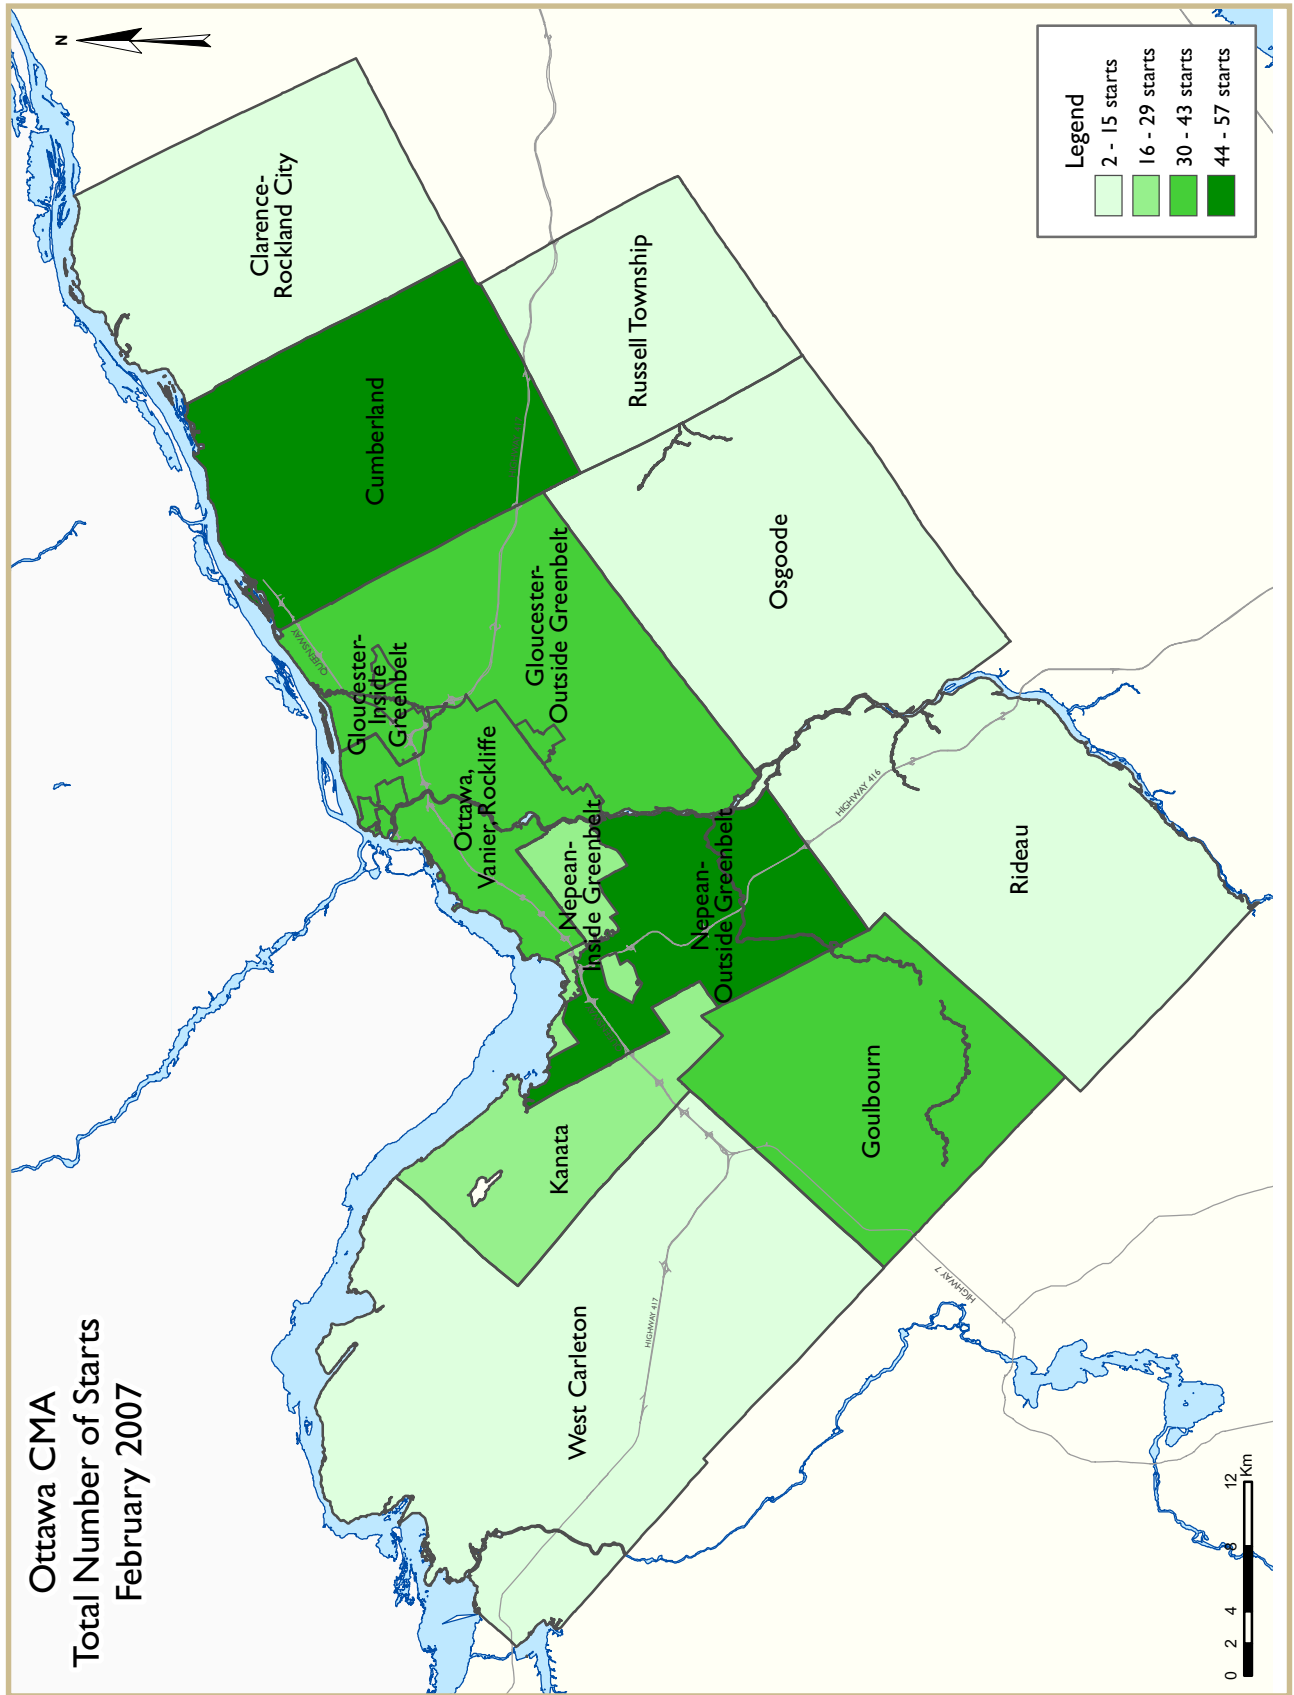 Ottawa CMA
Total Number of Starts
February 2007
N
Clarence-
Rockland City
Cumberland
Russell Township
Gloucester-
Outside Greenbelt
Gloucester-
Inside
Greenbelt
QUEENSWAY
Osgoode
Ottawa,
Vanier, Rockliffe
Nepean-
Inside Greenbelt
Nepean-
Outside Greenbelt
HIGHWAY 416
Rideau
Kanata
Goulbourn
West Carleton
HIGHWAY 417
HIGHWAY 7
Legend
2 - 15 starts
16 - 29 starts
30 - 43 starts
44 - 57 starts
0 2 4 8 12
Km